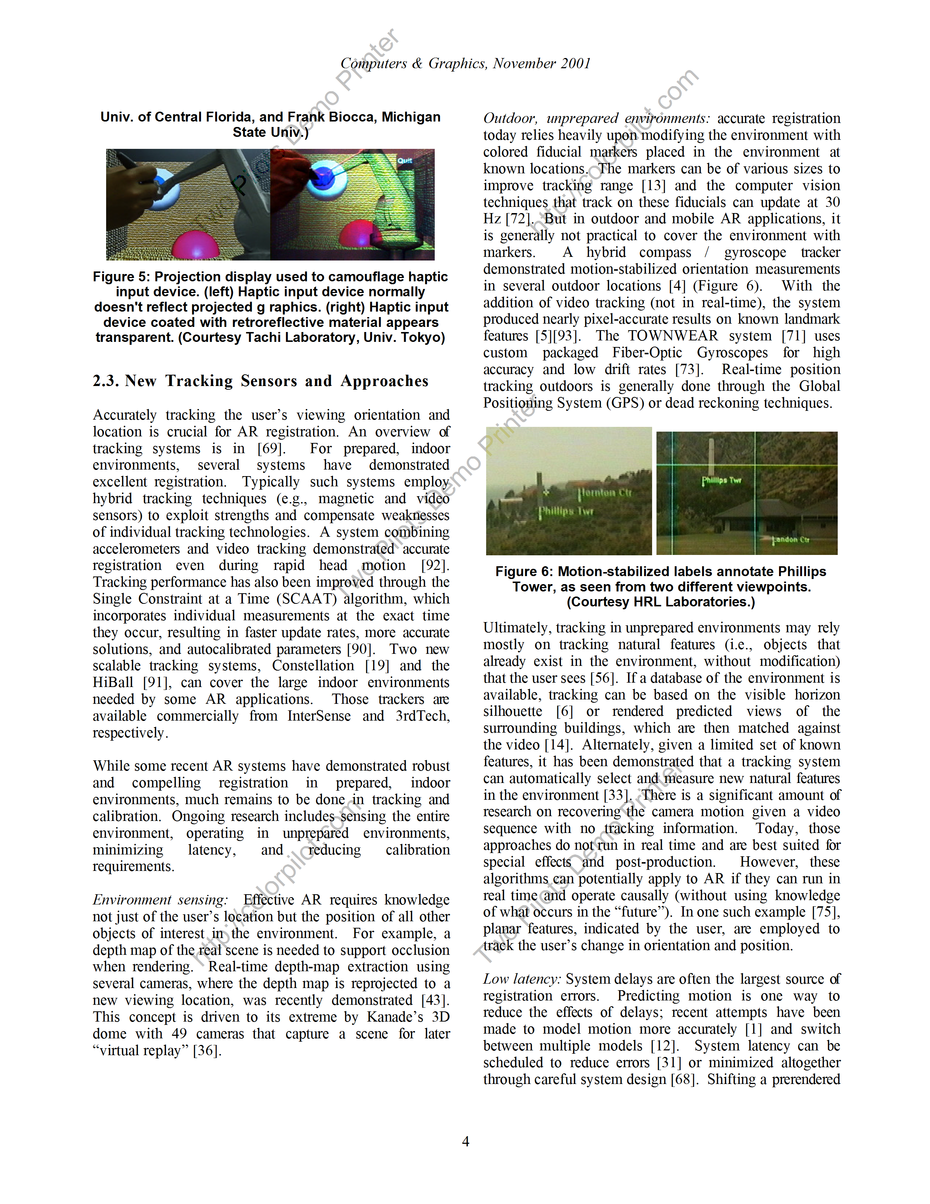 Computers & Graphics, November 2001
Univ. of Central Florida, and Frank Biocca, Michigan
State Univ.)
Quit
Figure 5: Projection display used to camouflage haptic
input device. (left) Haptic input device normally
doesn't reflect projected g raphics. (right) Haptic input
device coated with retroreflective material appears
transparent. (Courtesy Tachi Laboratory, Univ. Tokyo)
2.3. New Tracking Sensors and Approaches
Accurately tracking the user’s viewing orientation and
location is crucial for AR registration. An overview of
tracking systems is in [69]. For prepared, indoor
environments, several systems have demonstrated
excellent registration. Typically such systems employ
hybrid tracking techniques (e.g., magnetic and video
sensors) to exploit strengths and compensate weaknesses
of individual tracking technologies. A system combining
accelerometers and video tracking demonstrated accurate
registration even during rapid head motion [92].
Tracking performance has also been improved through the
Single Constraint at a Time (SCAAT) algorithm, which
incorporates individual measurements at the exact time
they occur, resulting in faster update rates, more accurate
solutions, and autocalibrated parameters [90]. Two new
scalable tracking systems, Constellation [19] and the
HiBall [91], can cover the large indoor environments
needed by some AR applications. Those trackers are
available commercially from InterSense and 3rdTech,
respectively.
While some recent AR systems have demonstrated robust
and compelling registration in prepared, indoor
environments, much remains to be done in tracking and
calibration. Ongoing research includes sensing the entire
environment, operating in unprepared environments,
minimizing latency, and reducing calibration
requirements.
Environment sensing: Effective AR requires knowledge
not just of the user’s location but the position of all other
objects of interest in the environment. For example, a
depth map of the real scene is needed to support occlusion
when rendering. Real-time depth-map extraction using
several cameras, where the depth map is reprojected to a
new viewing location, was recently demonstrated [43].
This concept is driven to its extreme by Kanade’s 3D
dome with 49 cameras that capture a scene for later
“virtual replay” [36].
Outdoor, unprepared environments: accurate registration
today relies heavily upon modifying the environment with
colored fiducial markers placed in the environment at
known locations. The markers can be of various sizes to
improve tracking range [13] and the computer vision
techniques that track on these fiducials can update at 30
Hz [72]. But in outdoor and mobile AR applications, it
is generally not practical to cover the environment with
markers. A hybrid compass / gyroscope tracker
demonstrated motion-stabilized orientation measurements
in several outdoor locations [4] (Figure 6). With the
addition of video tracking (not in real-time), the system
produced nearly pixel-accurate results on known landmark
features [5][93]. The TOWNWEAR system [71] uses
custom packaged Fiber-Optic Gyroscopes for high
accuracy and low drift rates [73]. Real-time position
tracking outdoors is generally done through the Global
Positioning System (GPS) or dead reckoning techniques.
Hornton Ctr
Phillips Twr
Phillips Twr
Landon Ctr
Figure 6: Motion-stabilized labels annotate Phillips
Tower, as seen from two different viewpoints.
(Courtesy HRL Laboratories.)
Ultimately, tracking in unprepared environments may rely
mostly on tracking natural features (i.e., objects that
already exist in the environment, without modification)
that the user sees [56]. If a database of the environment is
available, tracking can be based on the visible horizon
silhouette [6] or rendered predicted views of the
surrounding buildings, which are then matched against
the video [14]. Alternately, given a limited set of known
features, it has been demonstrated that a tracking system
can automatically select and measure new natural features
in the environment [33]. There is a significant amount of
research on recovering the camera motion given a video
sequence with no tracking information. Today, those
approaches do not run in real time and are best suited for
special effects and post-production. However, these
algorithms can potentially apply to AR if they can run in
real time and operate causally (without using knowledge
of what occurs in the “future”). In one such example [75],
planar features, indicated by the user, are employed to
track the user’s change in orientation and position.
Low latency: System delays are often the largest source of
registration errors. Predicting motion is one way to
reduce the effects of delays; recent attempts have been
made to model motion more accurately [1] and switch
between multiple models [12]. System latency can be
scheduled to reduce errors [31] or minimized altogether
through careful system design [68]. Shifting a prerendered
4
Two Pilots Demo Printer
http://colorpilot.com
Two Pilots Demo Printer
http://colorpilot.com
Two Pilots Demo Printer